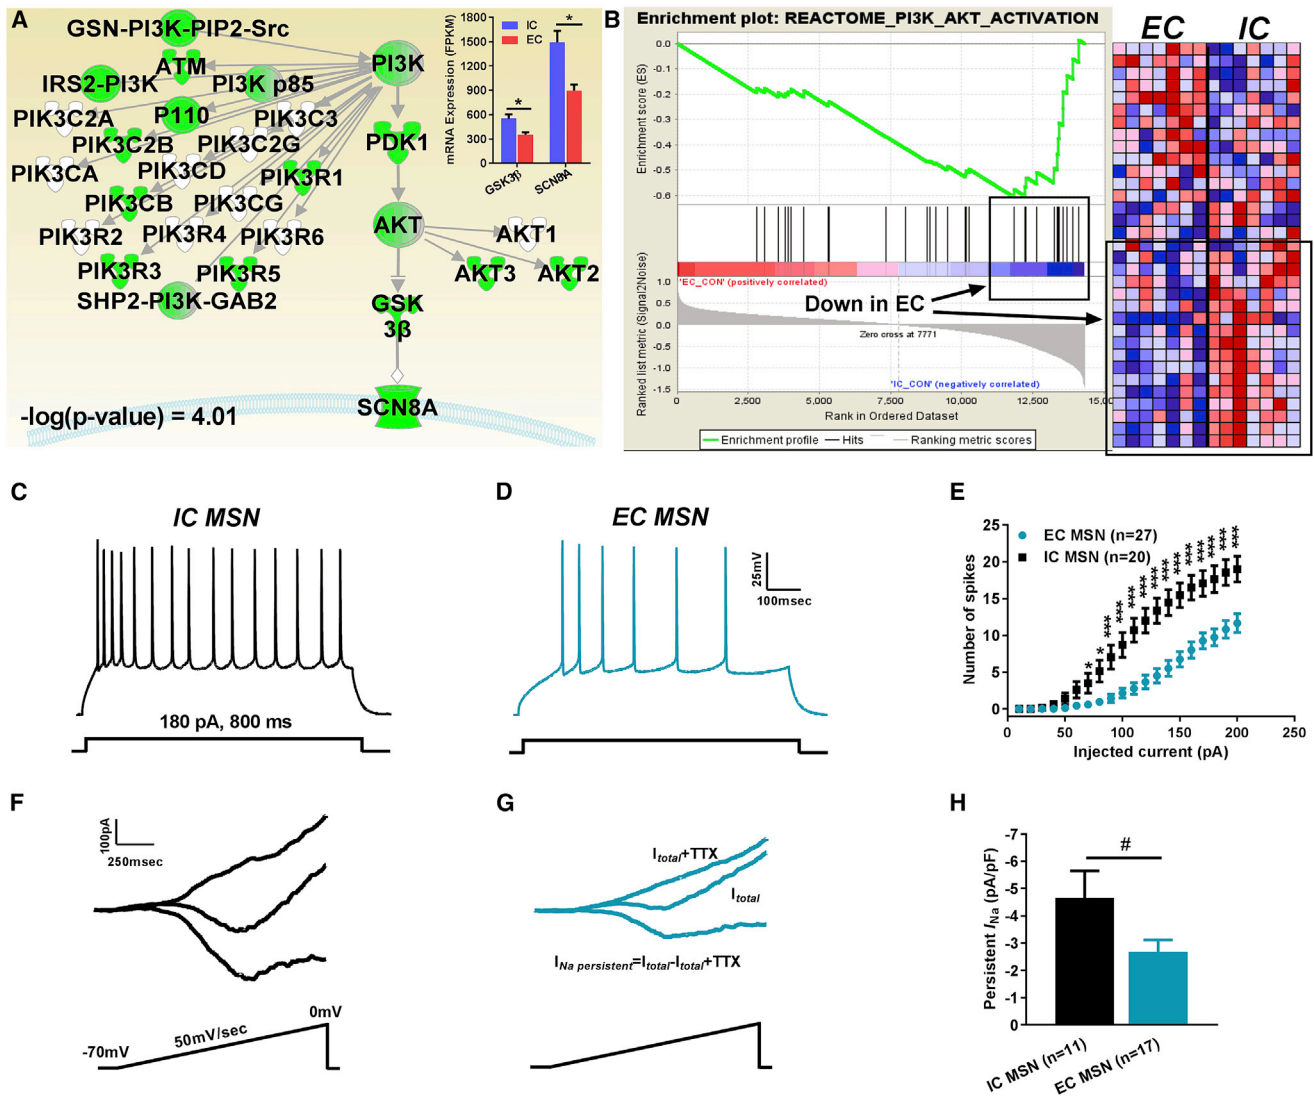 A
GSN-PI3K-PIP2-Src
ATM
PI3K
IRS2-PI3K
PI3K p85
PIK3C2A
P110
PIK3C3
PIK3C2B
PIK3C2G
PDK1
PIK3CA
PIK3CD
PIK3R1
PIK3CB
PIK3CG
AKT
PIK3R2
PIK3R4
PIK3R6
AKT1
PIK3R3
PIK3R5
AKT3
AKT2
SHP2-PI3K-GAB2
GSK
3β
SCN8A
-log(p-value) = 4.01
mRNA Expression (FPKM)
1800
1500
1200
900
600
300
0
IC
EC
*
*
GSK3β
SCN8A
B
Enrichment plot: REACTOME_PI3K_AKT_ACTIVATION
Enrichment score (ES)
0.0
-0.1
-0.2
-0.3
-0.4
-0.5
-0.6
'EC_CON' (positively correlated)
Down in EC
Zero cross at 7771
'IC_CON' (negatively correlated)
Ranked list metric (Signal2Noise)
1.0
0.5
0.0
-0.5
-1.0
-1.5
0
2,500
5,000
7,500
10,000
12,500
15,0
Rank in Ordered Dataset
Enrichment profile
Hits
Ranking metric scores
EC
IC
C
IC MSN
180 pA, 800 ms
D
EC MSN
25mV
100msec
E
EC MSN (n=27)
IC MSN (n=20)
Number of spikes
25
20
15
10
5
0
* * *** *** *** *** *** *** *** *** *** *** *** ***
0
50
100
150
200
250
Injected current (pA)
F
100pA
250msec
-70mV
50mV/sec
0mV
G
Itotal+TTX
Itotal
INa persistent=Itotal-Itotal+TTX
H
Persistent INa (pA/pF)
-7
-6
-5
-4
-3
-2
-1
0
#
IC MSN (n=11)
EC MSN (n=17)